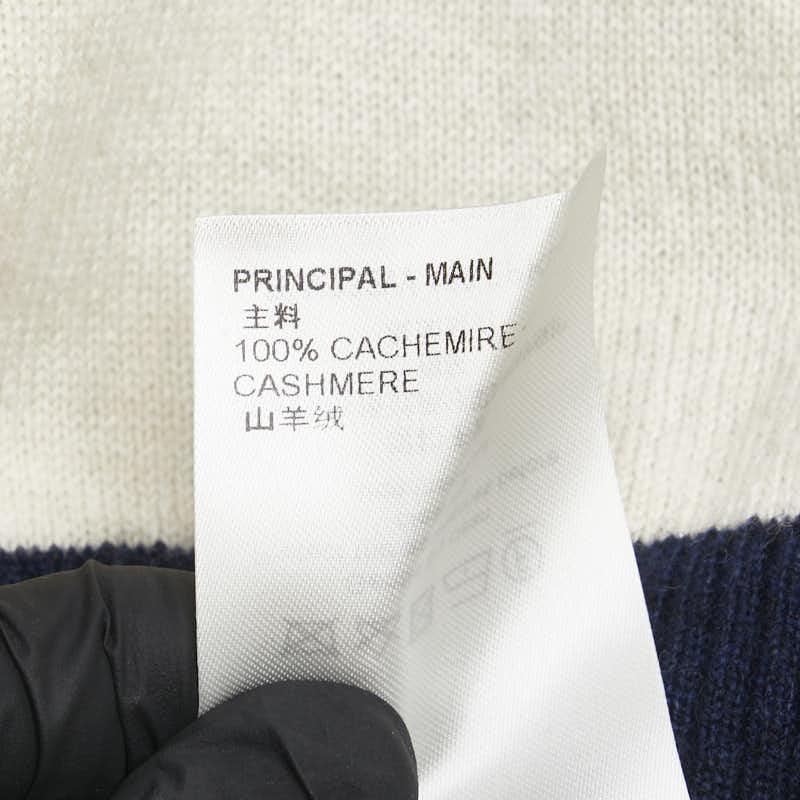 PRINCIPAL - MAIN
主料
100% CACHEMIRE
CASHMERE
山羊绒